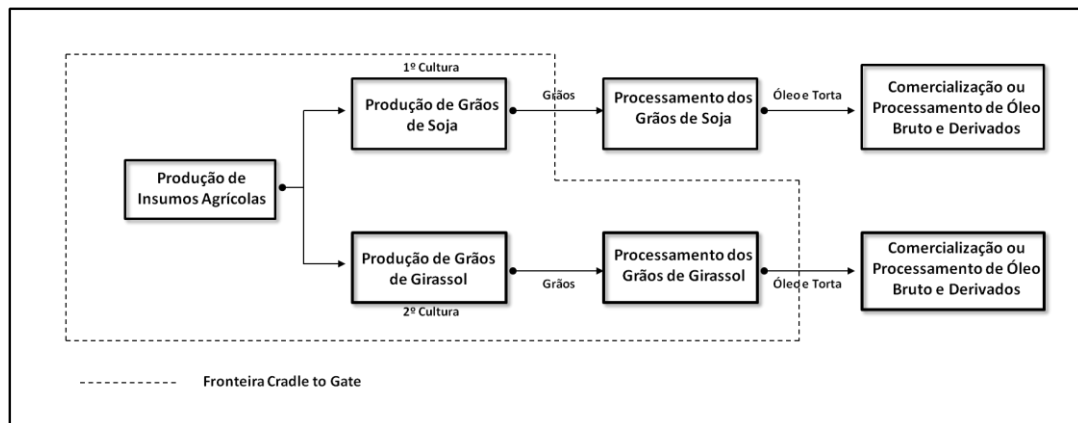 1º Cultura
Produção de Grãos
de Soja
Grãos
Processamento dos
Grãos de Soja
Óleo e Torta
Comercialização ou
Processamento de Óleo
Bruto e Derivados
Produção de
Insumos Agrícolas
Produção de Grãos
de Girassol
2º Cultura
Grãos
Processamento dos
Grãos de Girassol
Óleo e Torta
Comercialização ou
Processamento de Óleo
Bruto e Derivados
Fronteira Cradle to Gate